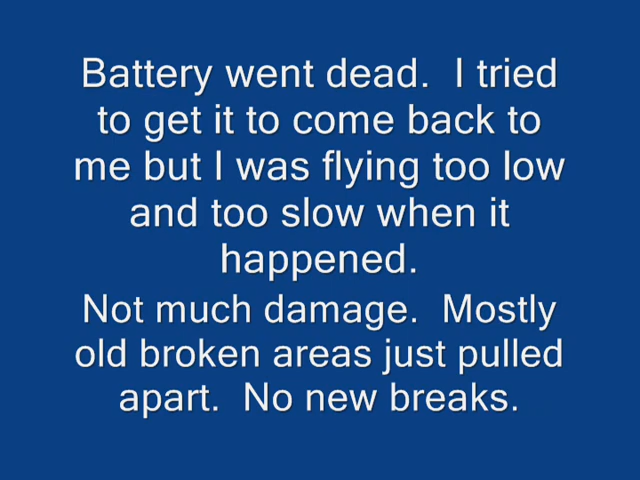 Battery went dead.  I tried
to get it to come back to
me but I was flying too low
and too slow when it
happened.
Not much damage.  Mostly
old broken areas just pulled
apart.  No new breaks.